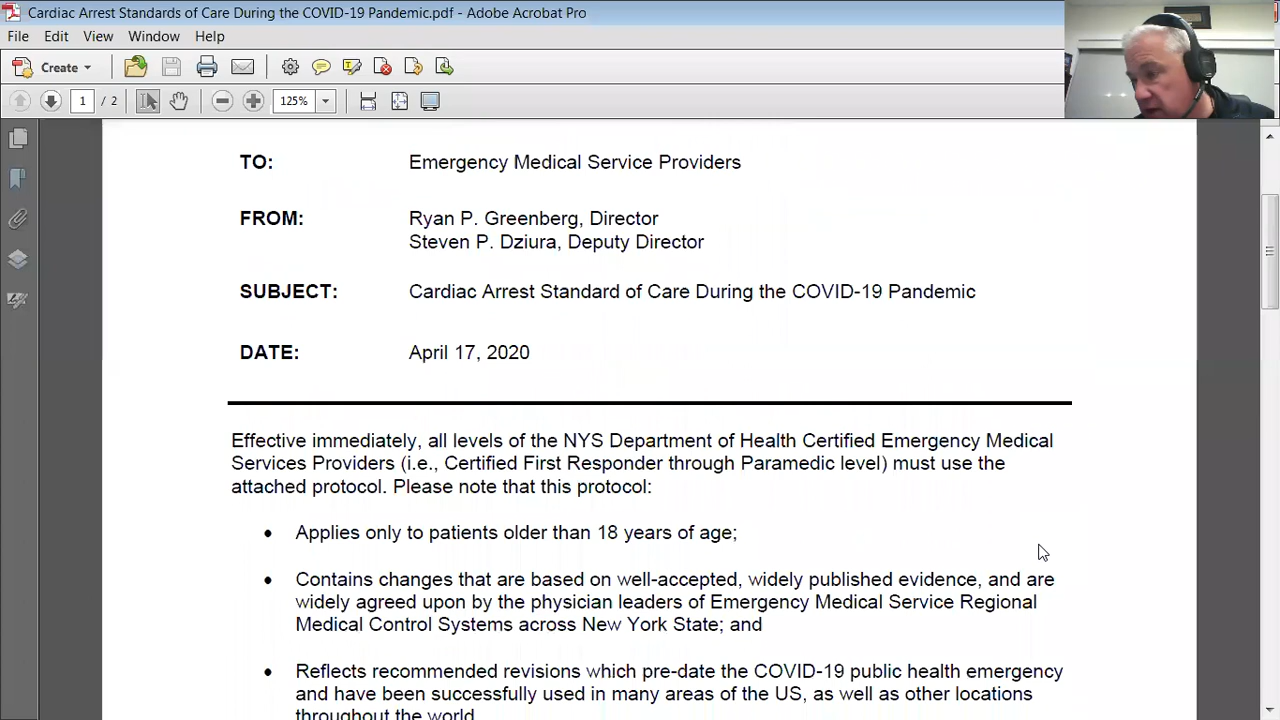 Cardiac Arrest Standards of Care During the COVID-19 Pandemic.pdf - Adobe Acrobat Pro
File Edit View Window Help
Create
1 / 2 125%
TO: Emergency Medical Service Providers
FROM: Ryan P. Greenberg, Director
Steven P. Dziura, Deputy Director
SUBJECT: Cardiac Arrest Standard of Care During the COVID-19 Pandemic
DATE: April 17, 2020
Effective immediately, all levels of the NYS Department of Health Certified Emergency Medical
Services Providers (i.e., Certified First Responder through Paramedic level) must use the
attached protocol. Please note that this protocol:
• Applies only to patients older than 18 years of age;
• Contains changes that are based on well-accepted, widely published evidence, and are
widely agreed upon by the physician leaders of Emergency Medical Service Regional
Medical Control Systems across New York State; and
• Reflects recommended revisions which pre-date the COVID-19 public health emergency
and have been successfully used in many areas of the US, as well as other locations
throughout the world